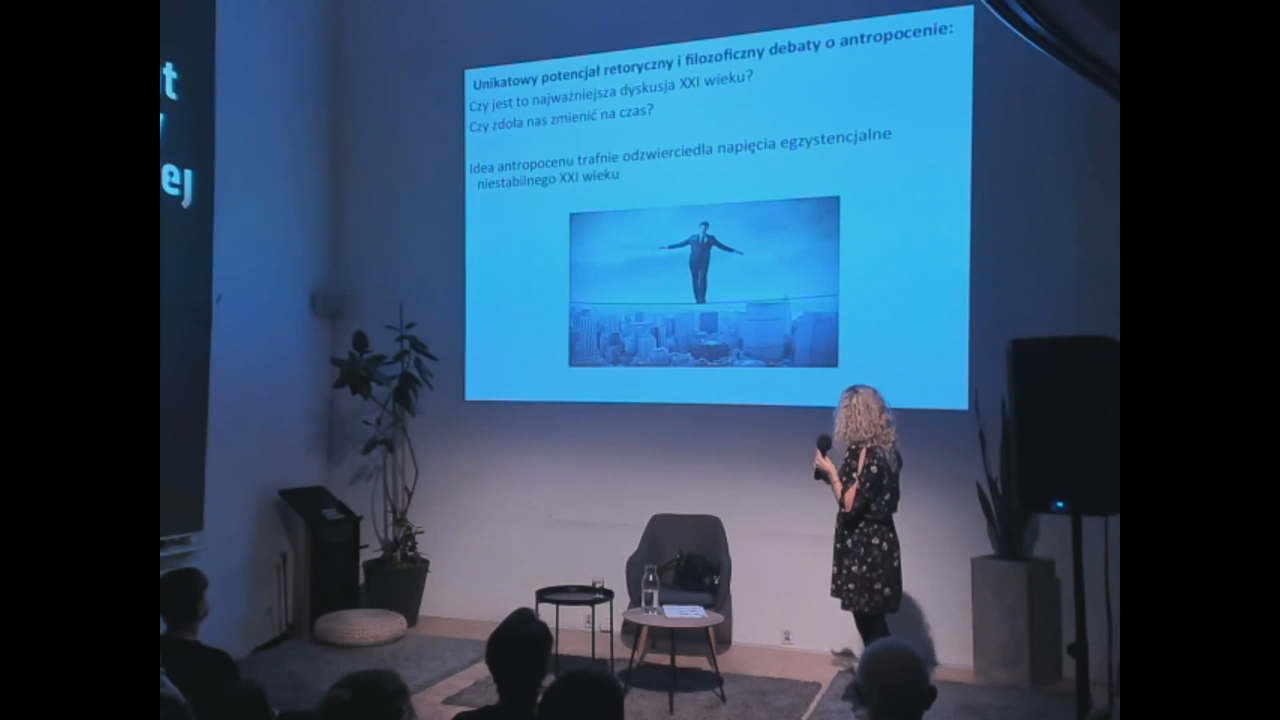 t
ej
Unikatowy potencjał retoryczny i filozoficzny debaty o antropocenie:
Czy jest to najważniejsza dyskusja XXI wieku?
Czy zdoła nas zmienić na czas?
Idea antropocenu trafnie odzwierciedla napięcia egzystencjalne
niestabilnego XXI wieku